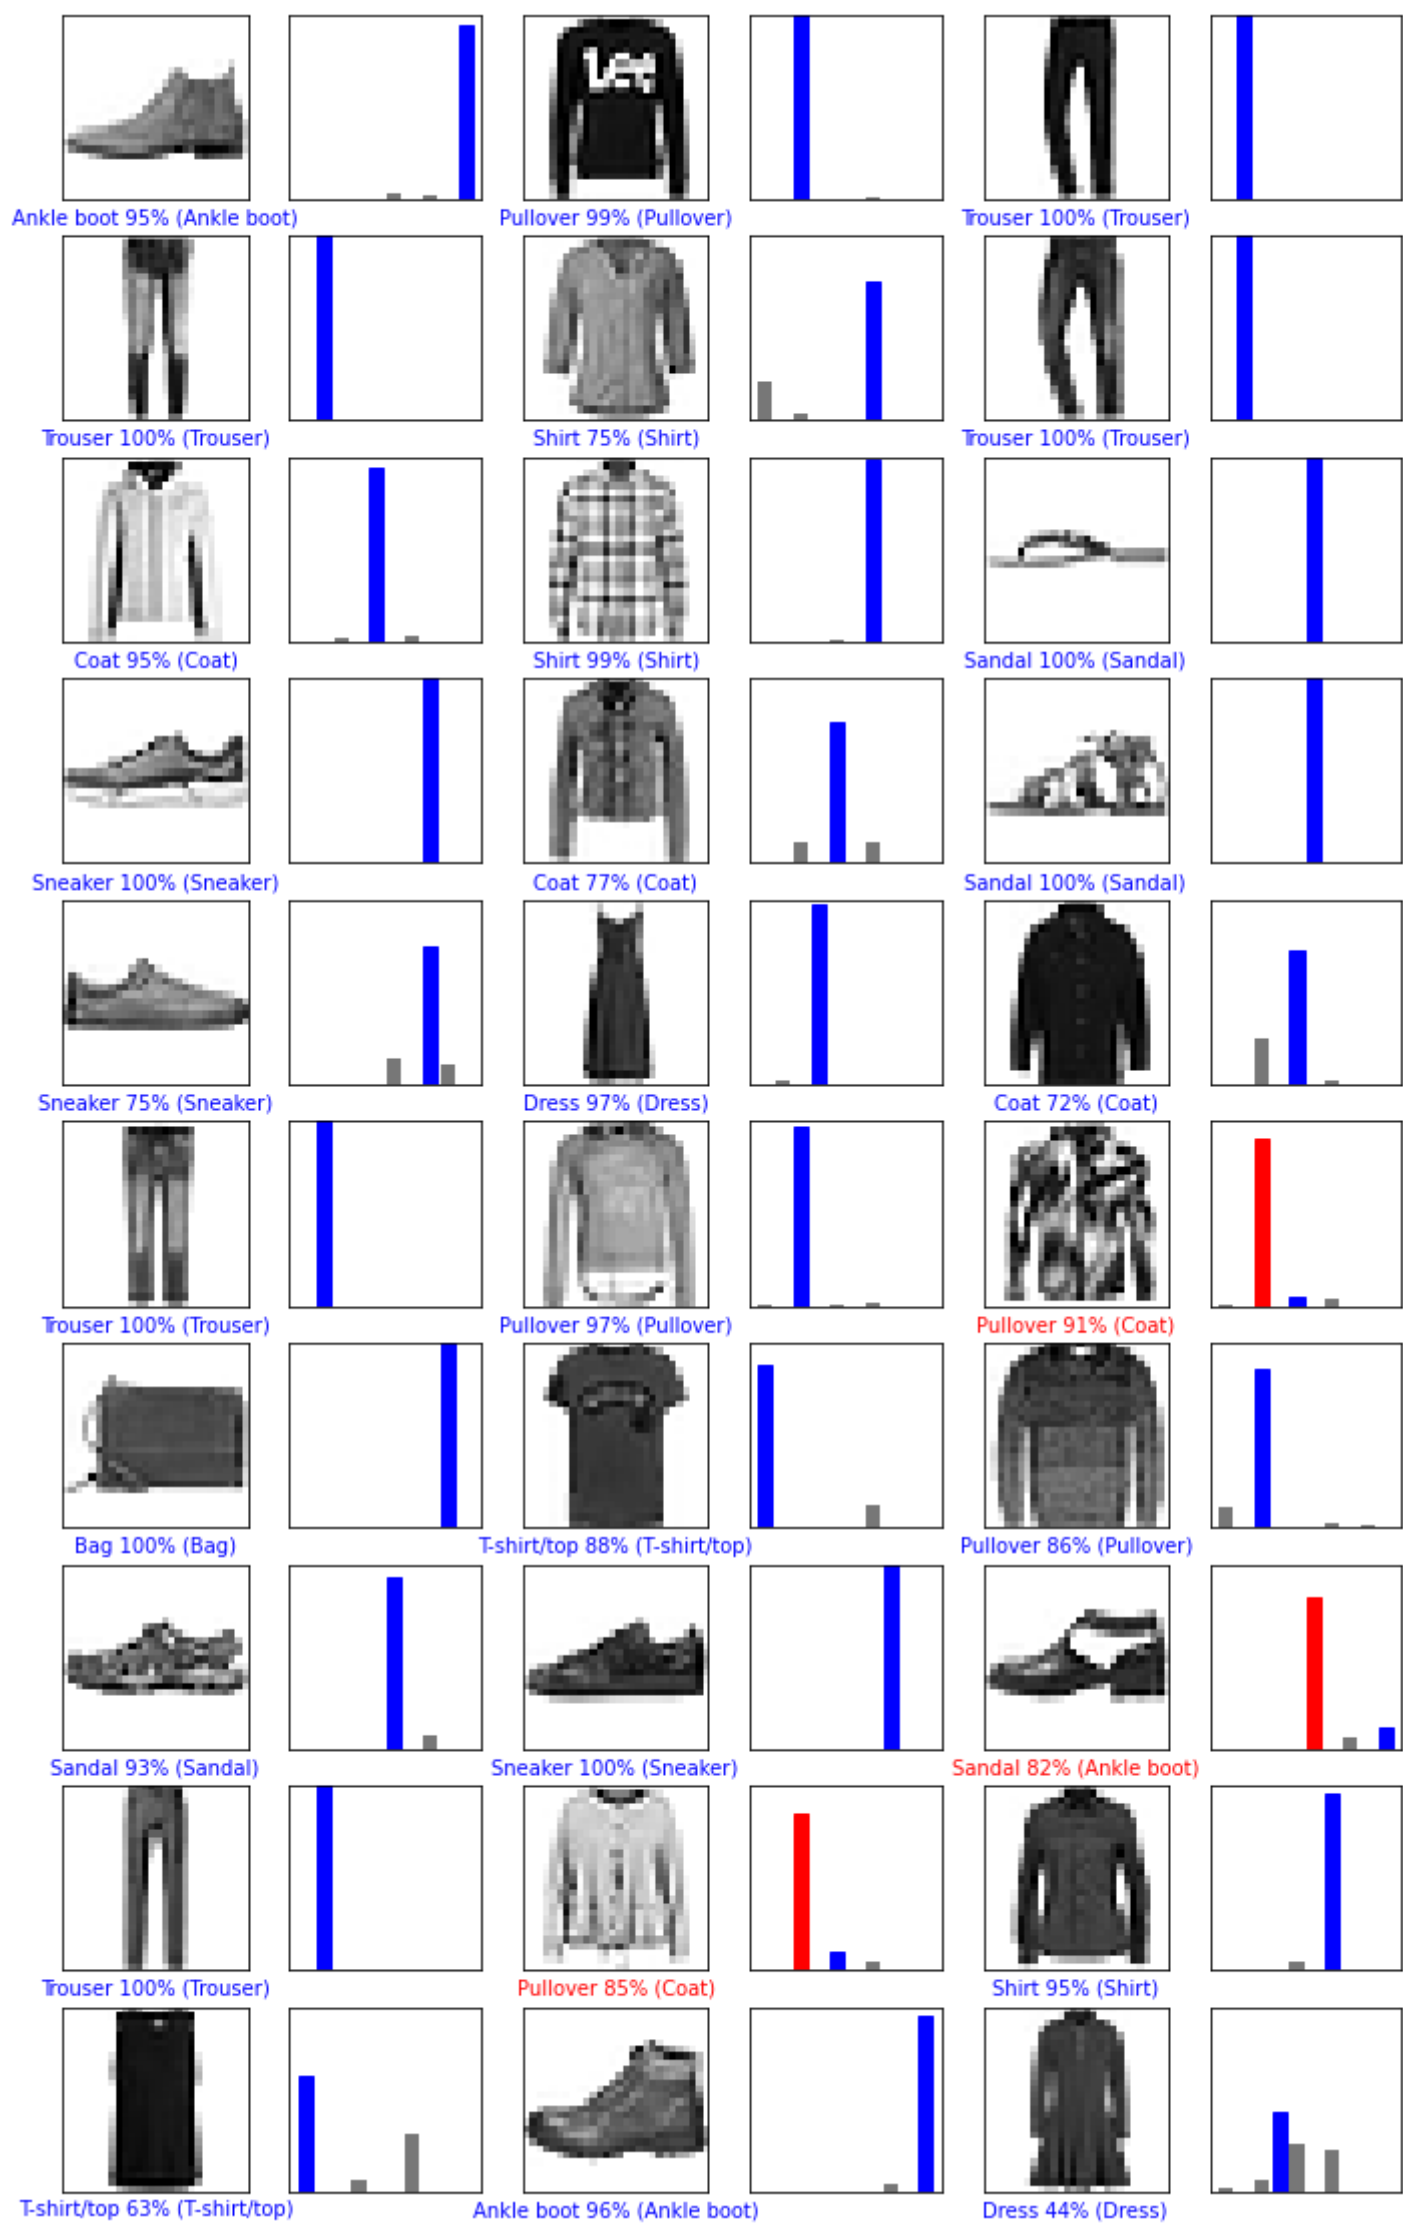 Lee
Ankle boot 95% (Ankle boot)
Pullover 99% (Pullover)
Trouser 100% (Trouser)
Trouser 100% (Trouser)
Shirt 75% (Shirt)
Trouser 100% (Trouser)
Coat 95% (Coat)
Shirt 99% (Shirt)
Sandal 100% (Sandal)
Sneaker 100% (Sneaker)
Coat 77% (Coat)
Sandal 100% (Sandal)
Sneaker 75% (Sneaker)
Dress 97% (Dress)
Coat 72% (Coat)
Trouser 100% (Trouser)
Pullover 97% (Pullover)
Pullover 91% (Coat)
Bag 100% (Bag)
T-shirt/top 88% (T-shirt/top)
Pullover 86% (Pullover)
Sandal 93% (Sandal)
Sneaker 100% (Sneaker)
Sandal 82% (Ankle boot)
Trouser 100% (Trouser)
Pullover 85% (Coat)
Shirt 95% (Shirt)
T-shirt/top 63% (T-shirt/top)
Ankle boot 96% (Ankle boot)
Dress 44% (Dress)